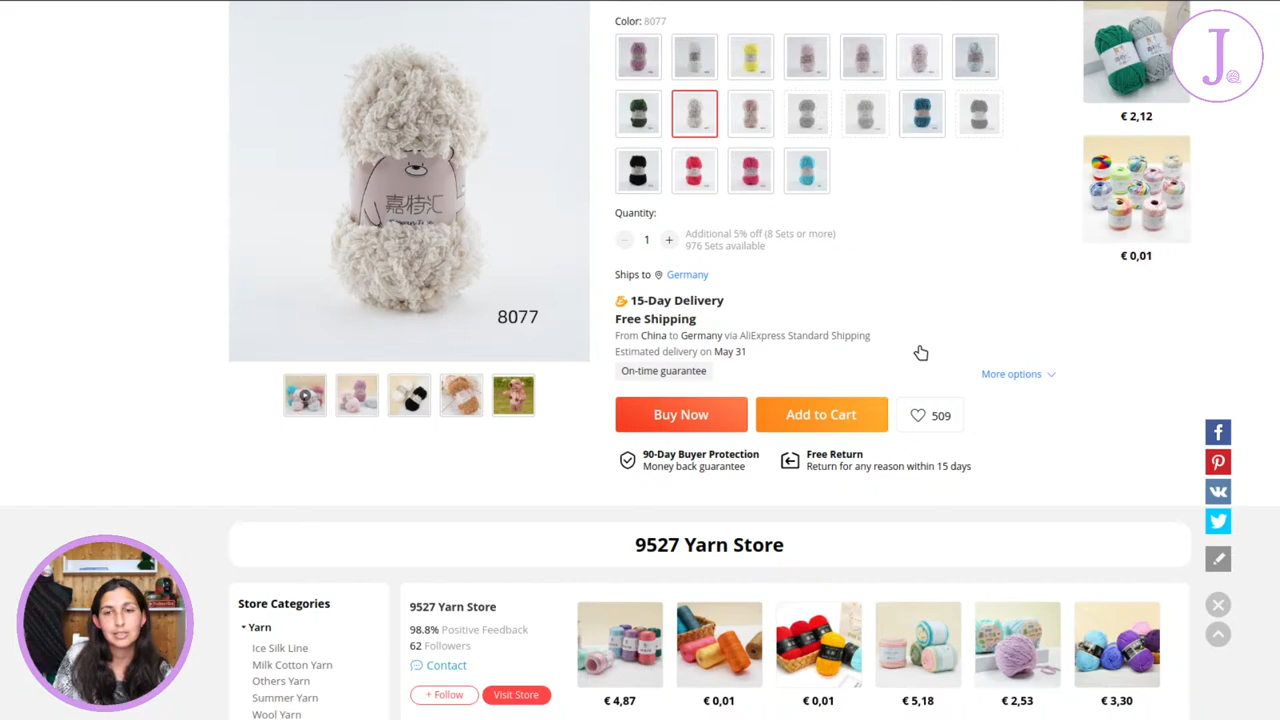 Color: 8077
J
€ 2,12
嘉特汇
8077
Quantity:
1
Additional 5% off (8 Sets or more)
976 Sets available
€ 0,01
Ships to Germany
15-Day Delivery
Free Shipping
From China to Germany via AliExpress Standard Shipping
Estimated delivery on May 31
On-time guarantee
More options
Buy Now
Add to Cart
509
90-Day Buyer Protection
Money back guarantee
Free Return
Return for any reason within 15 days
9527 Yarn Store
Store Categories
Yarn
Ice Silk Line
Milk Cotton Yarn
Others Yarn
Summer Yarn
Wool Yarn
9527 Yarn Store
98.8% Positive Feedback
62 Followers
Contact
+ Follow
Visit Store
€ 4,87
€ 0,01
€ 0,01
€ 5,18
€ 2,53
€ 3,30